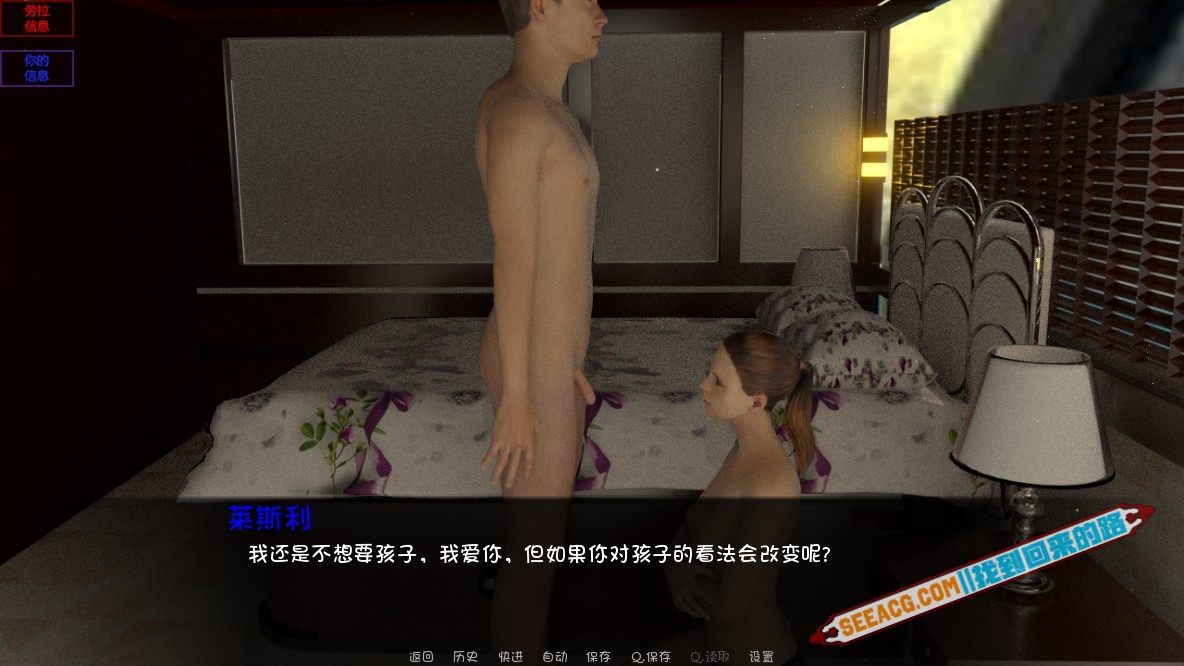 劳拉
信息
你的
信息
莱斯利
我还是不想要孩子，我爱你，但如果你对孩子的看法会改变呢?
SEEACG.COM||找到回来的路
返回 历史 快进 自动 保存 Q.保存 Q.读取 设置